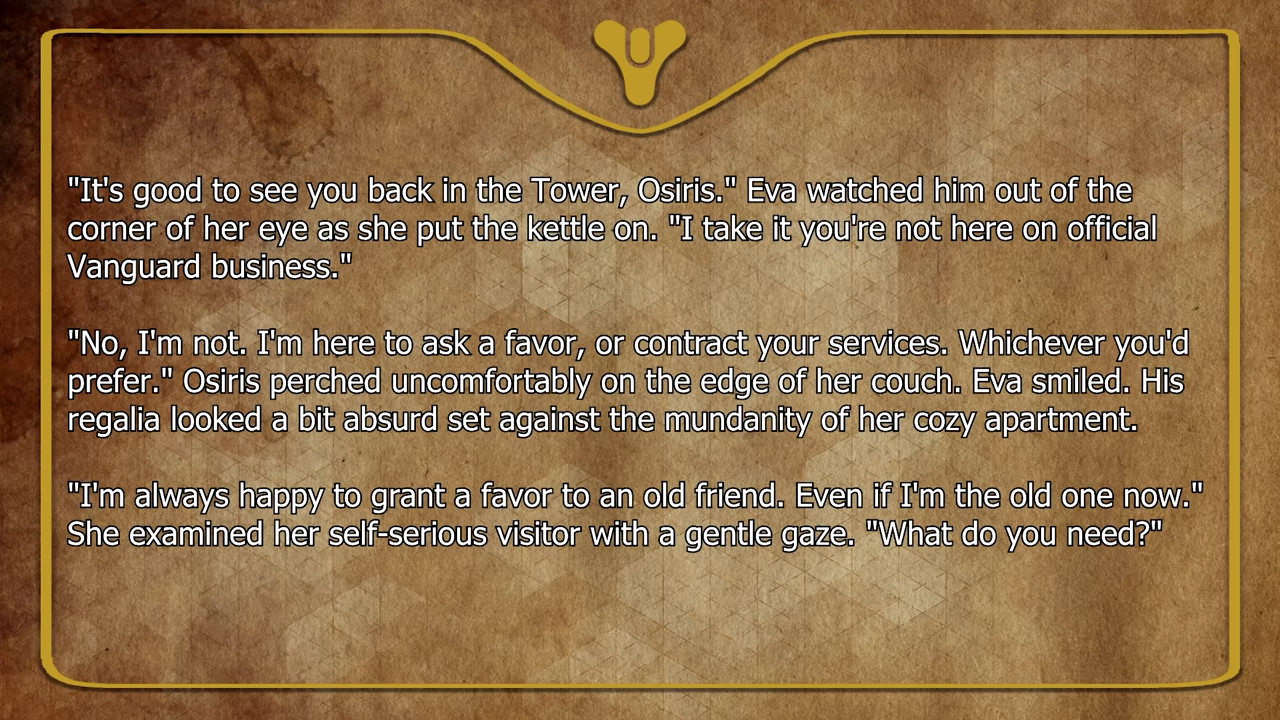 "It's good to see you back in the Tower, Osiris." Eva watched him out of the
corner of her eye as she put the kettle on. "I take it you're not here on official
Vanguard business."
"No, I'm not. I'm here to ask a favor, or contract your services. Whichever you'd
prefer." Osiris perched uncomfortably on the edge of her couch. Eva smiled. His
regalia looked a bit absurd set against the mundanity of her cozy apartment.
"I'm always happy to grant a favor to an old friend. Even if I'm the old one now."
She examined her self-serious visitor with a gentle gaze. "What do you need?"